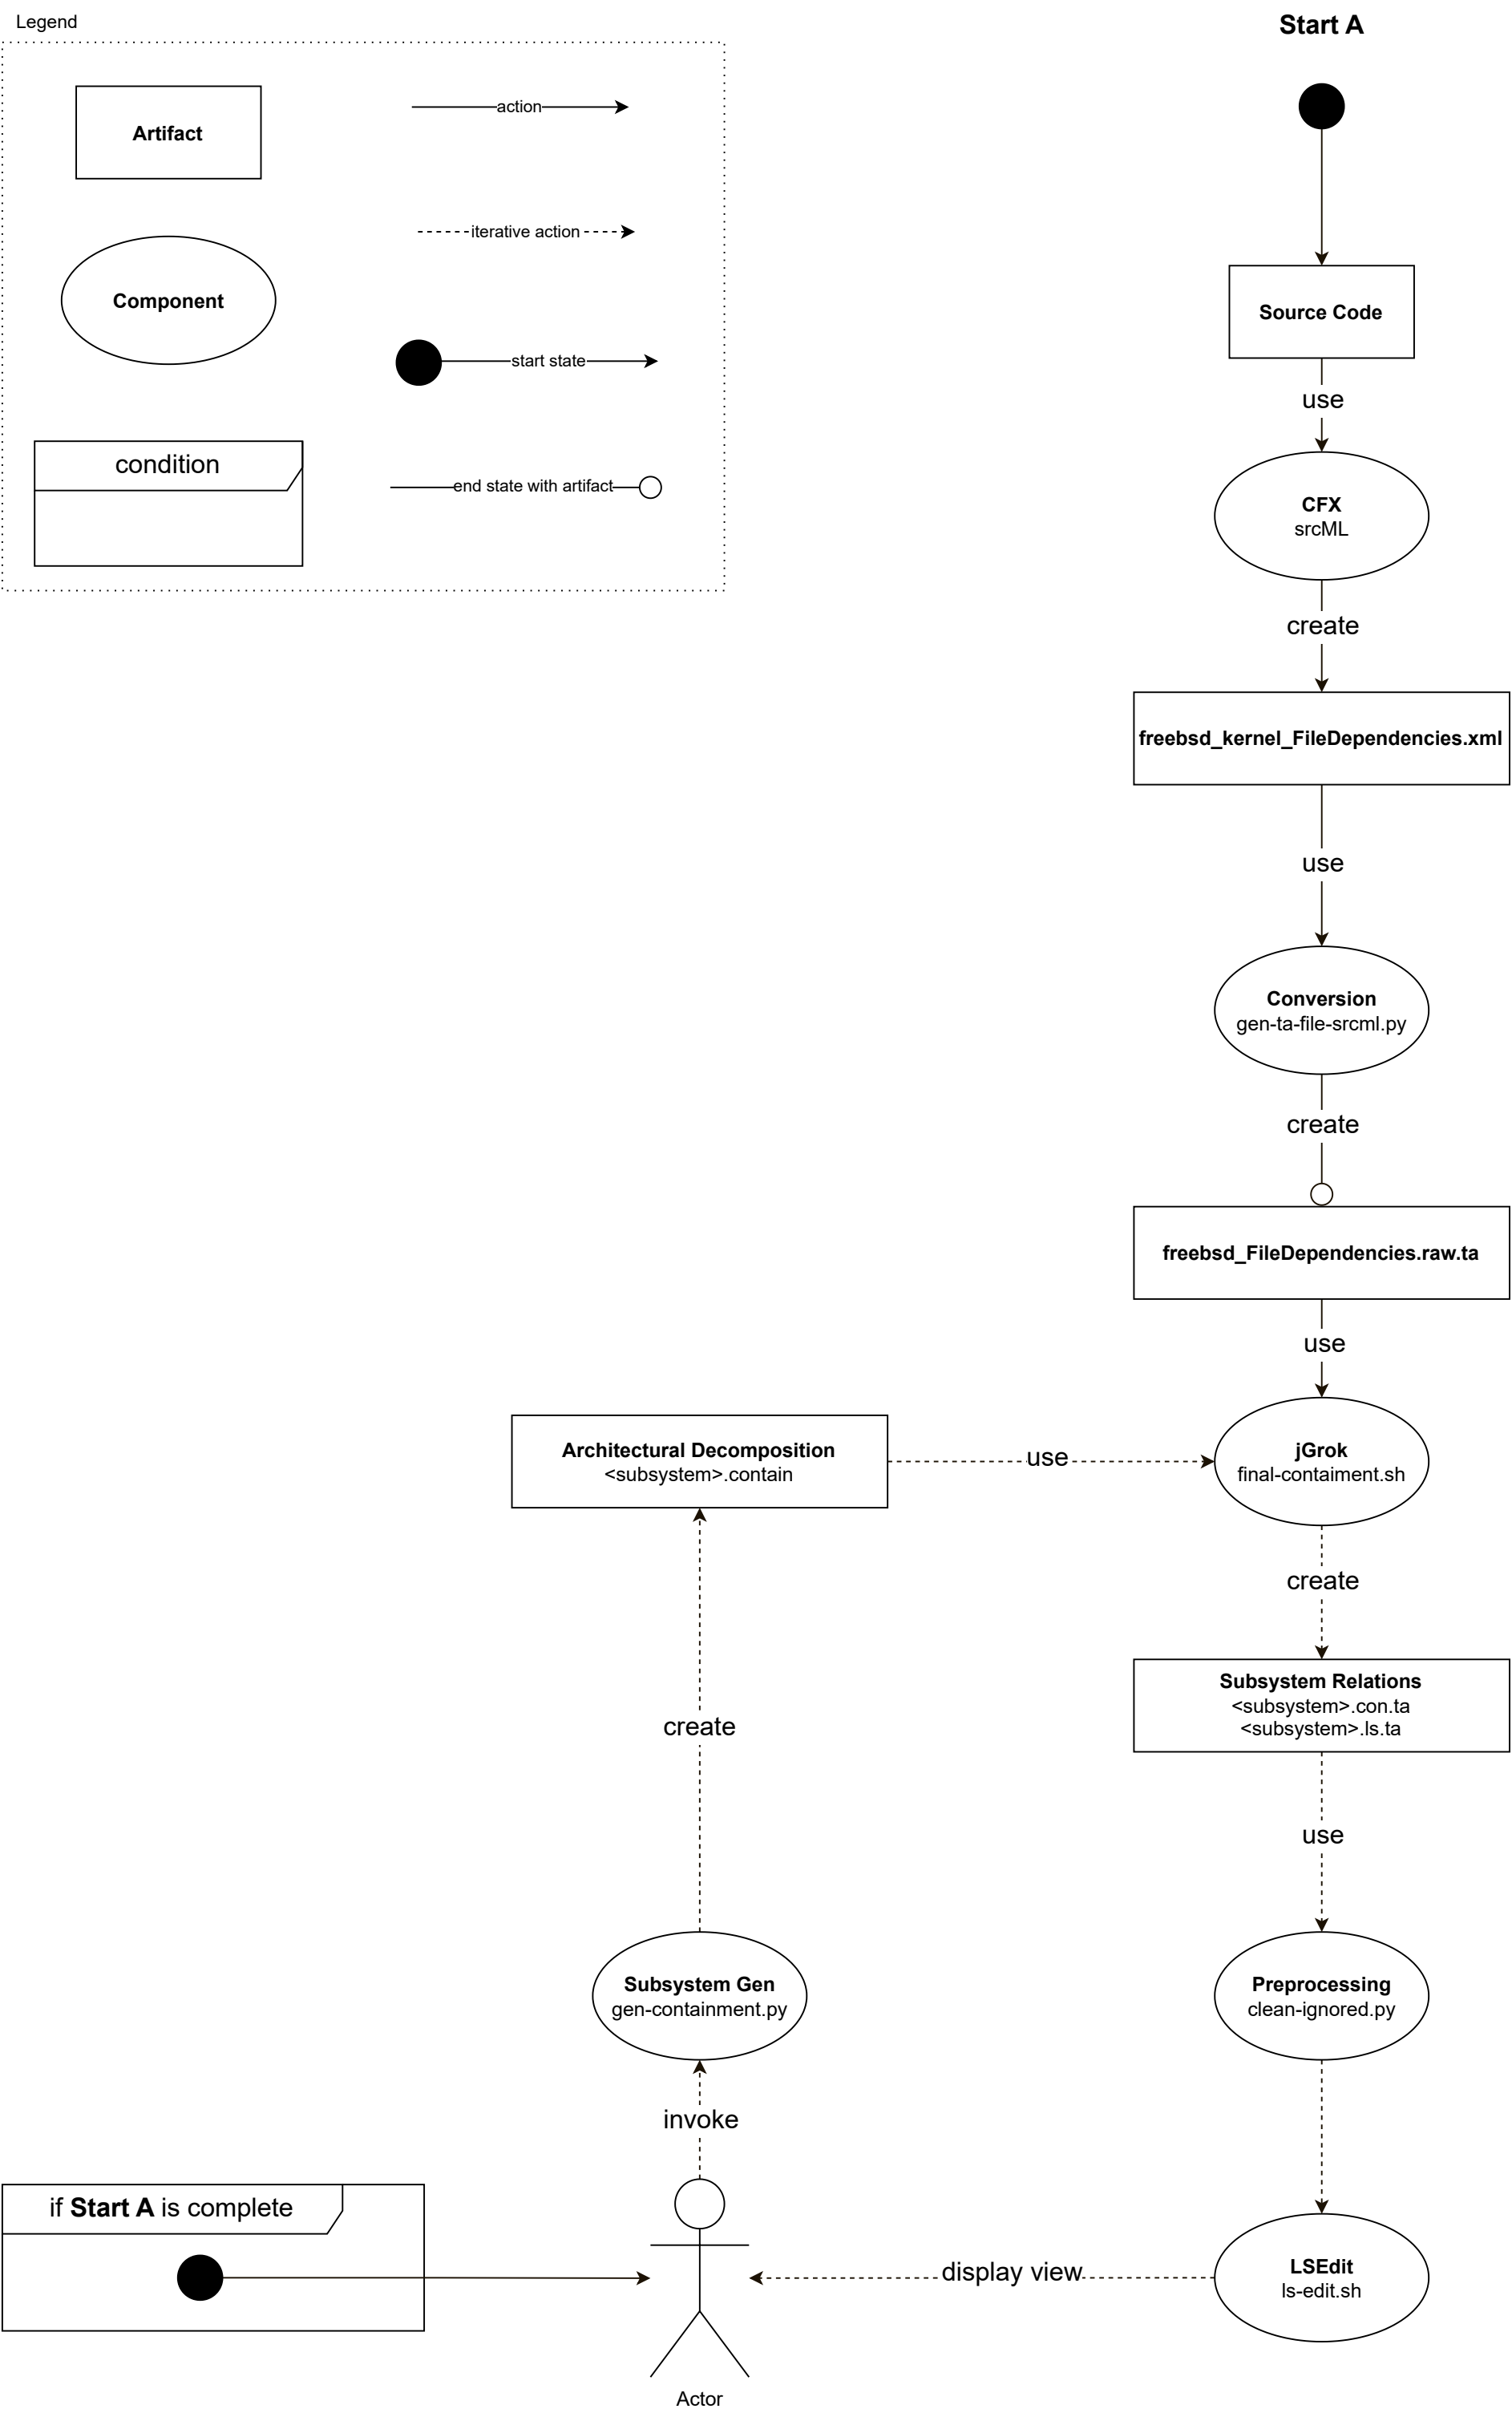 Legend
Artifact
action
iterative action
Component
start state
condition
end state with artifact
Start A
Source Code
use
CFX
srcML
create
freebsd_kernel_FileDependencies.xml
use
Conversion
gen-ta-file-srcml.py
create
freebsd_FileDependencies.raw.ta
use
Architectural Decomposition
<subsystem>.contain
use
jGrok
final-contaiment.sh
create
Subsystem Relations
<subsystem>.con.ta
<subsystem>.ls.ta
create
use
Subsystem Gen
gen-containment.py
Preprocessing
clean-ignored.py
invoke
if Start A is complete
display view
LSEdit
ls-edit.sh
Actor